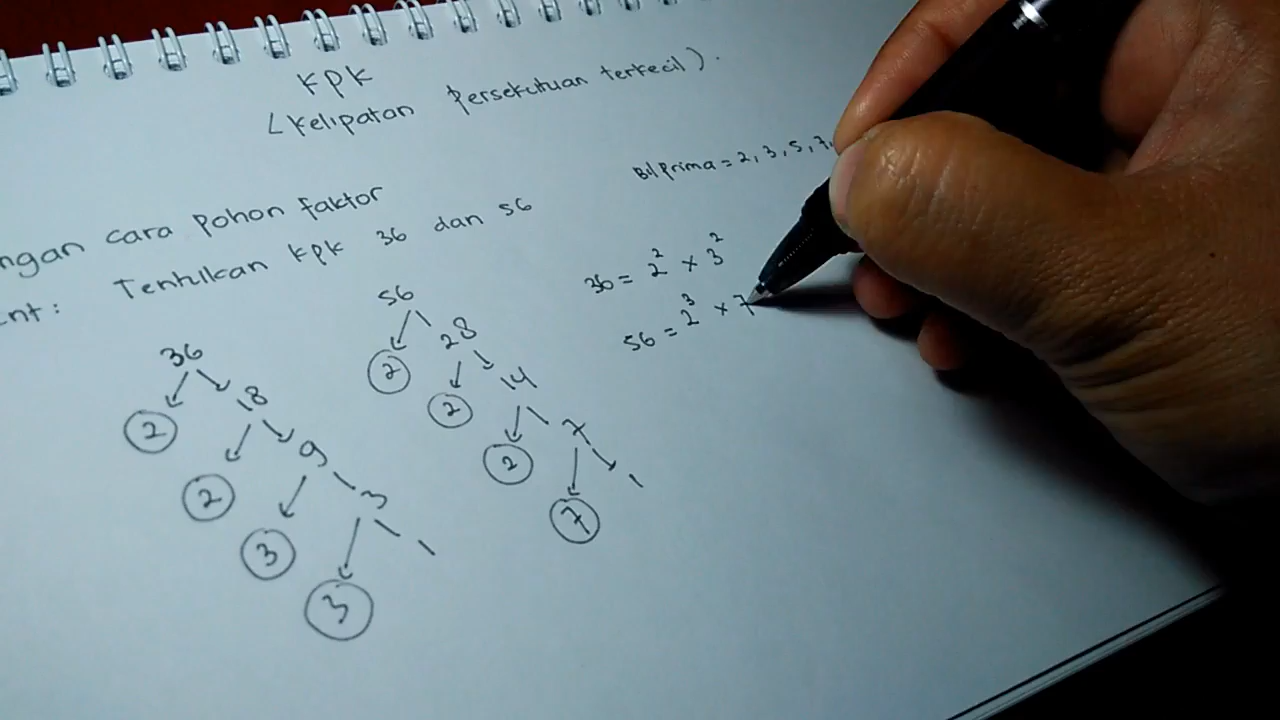 KPK
(Kelipatan Persekutuan terkecil).
Bil prima = 2, 3, 5, 7,
ngan cara Pohon faktor
nt: Tentulkan KPK 36 dan 56
36 = 2² × 3²
56 = 2³ × 7
56
2 28
2 14
2 7
7 1
36
2 18
2 9
3 3
3 1